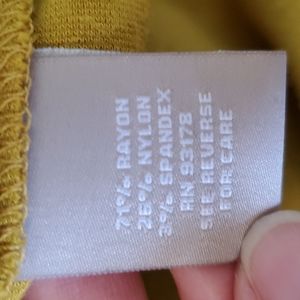 71% RAYON
26% NYLON
3% SPANDEX
RN 93178
SEE REVERSE
FOR CARE